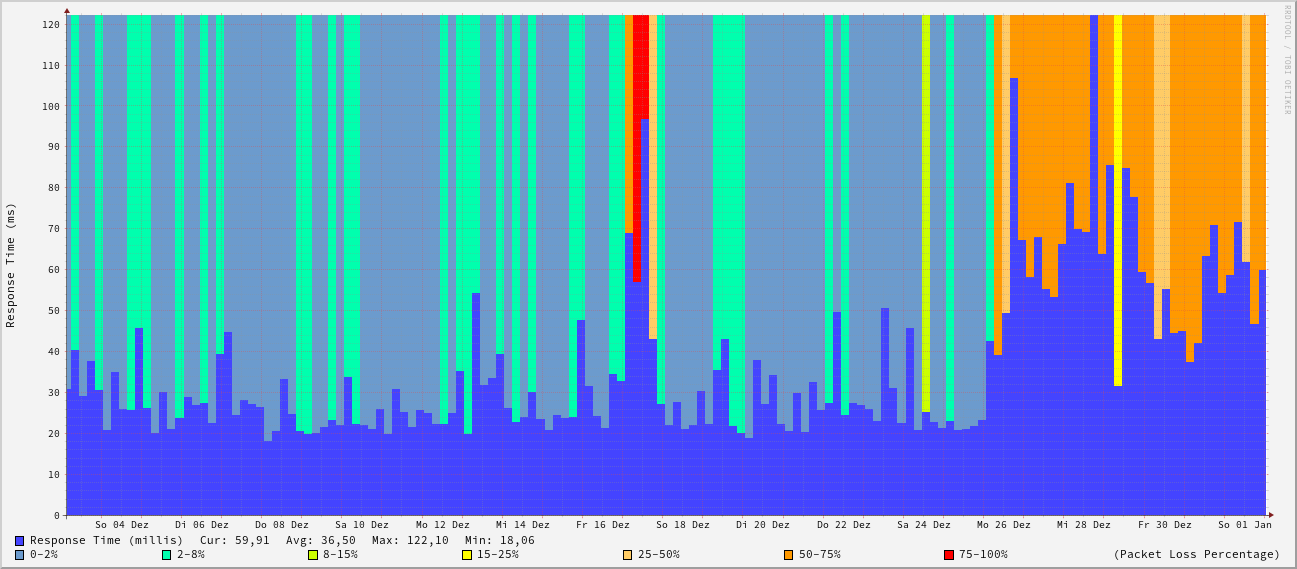 RRDTOOL / TOBI OETIKER
Response Time (ms)
120
110
100
90
80
70
60
50
40
30
20
10
0
So 04 Dez Di 06 Dez Do 08 Dez Sa 10 Dez Mo 12 Dez Mi 14 Dez Fr 16 Dez So 18 Dez Di 20 Dez Do 22 Dez Sa 24 Dez Mo 26 Dez Mi 28 Dez Fr 30 Dez So 01 Jan
Response Time (millis) Cur: 59,91 Avg: 36,50 Max: 122,10 Min: 18,06
0-2% 2-8% 8-15% 15-25% 25-50% 50-75% 75-100% (Packet Loss Percentage)